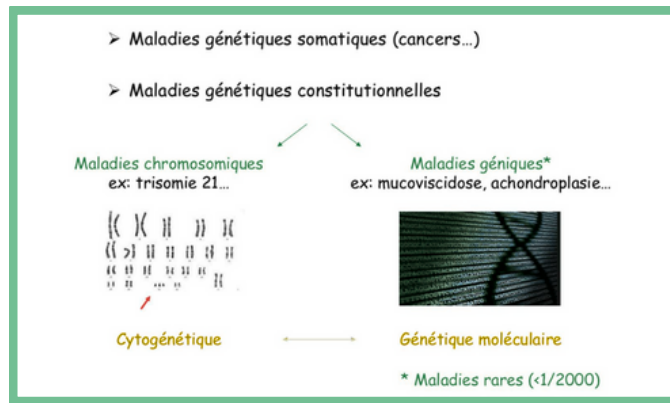 ➢ Maladies génétiques somatiques (cancers…)
➢ Maladies génétiques constitutionnelles
Maladies chromosomiques
ex: trisomie 21…
Maladies géniques*
ex: mucoviscidose, achondroplasie…
Cytogénétique
Génétique moléculaire
* Maladies rares (<1/2000)